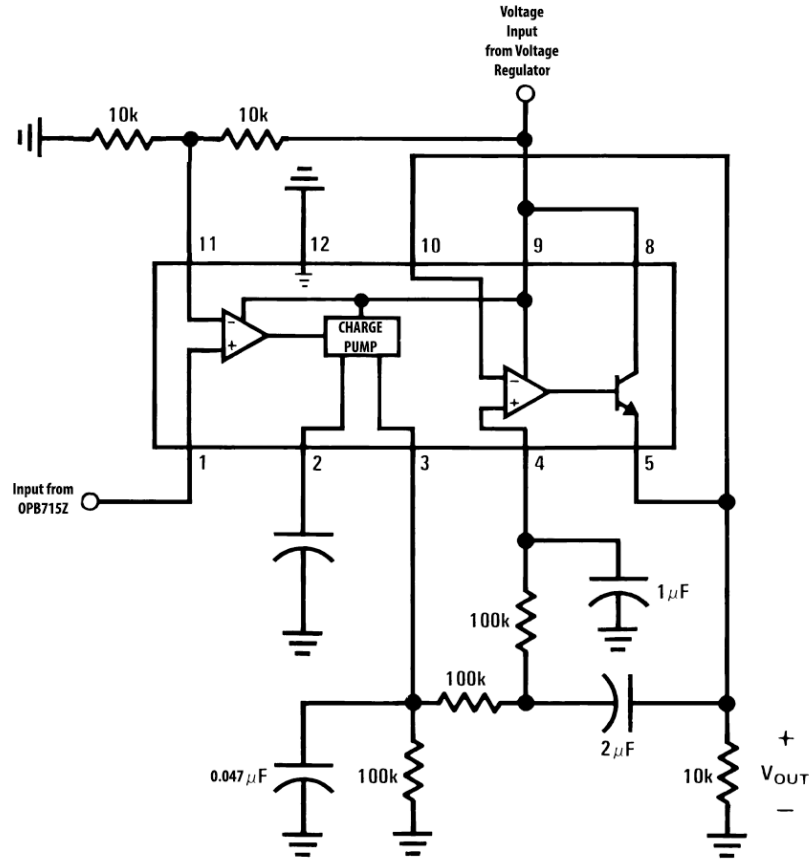 Voltage
Input
from Voltage
Regulator
10k
10k
11
12
10
9
8
−
+
CHARGE
PUMP
−
+
1
2
3
4
5
Input from
OPB715Z
1μF
100k
100k
2μF
0.047μF
100k
10k
+
VOUT
−